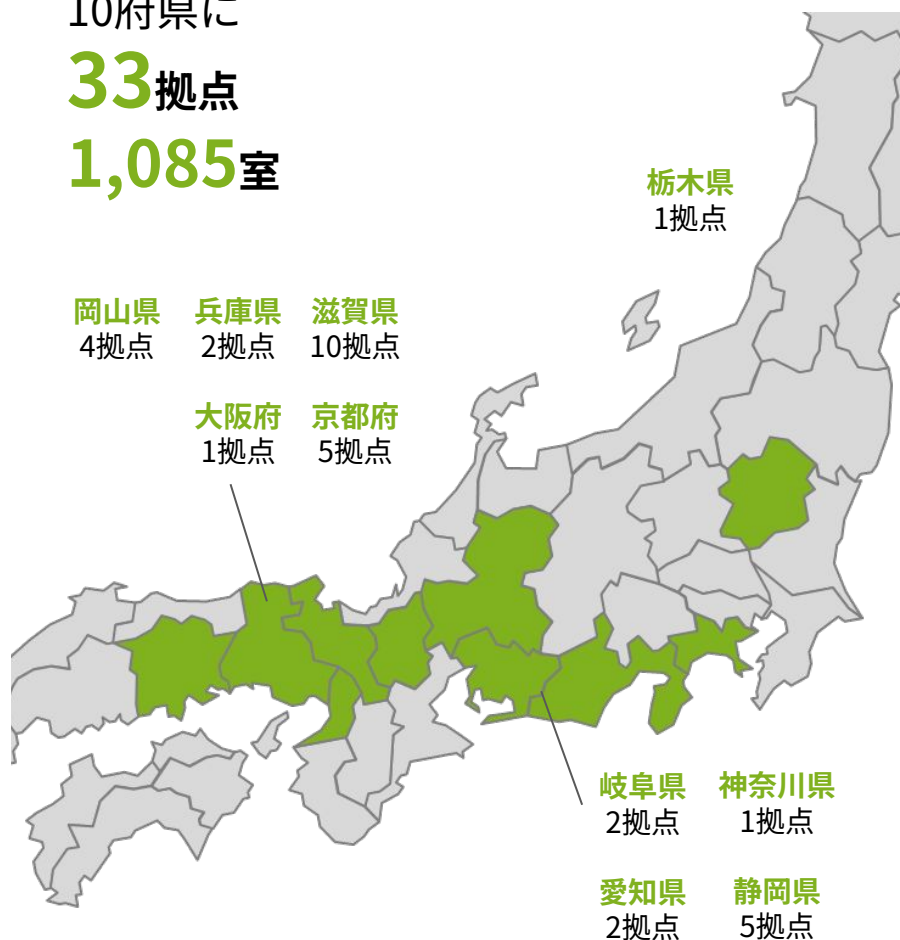 10府県に
33拠点
1,085室
栃木県
1拠点
岡山県 兵庫県 滋賀県
4拠点 2拠点 10拠点
大阪府 京都府
1拠点 5拠点
岐阜県 神奈川県
2拠点 1拠点
愛知県 静岡県
2拠点 5拠点